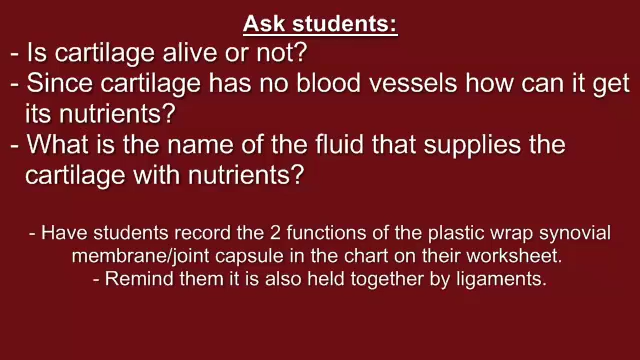 Ask students:
- Is cartilage alive or not?
- Since cartilage has no blood vessels how can it get
its nutrients?
- What is the name of the fluid that supplies the
cartilage with nutrients?
- Have students record the 2 functions of the plastic wrap synovial
membrane/joint capsule in the chart on their worksheet.
- Remind them it is also held together by ligaments.